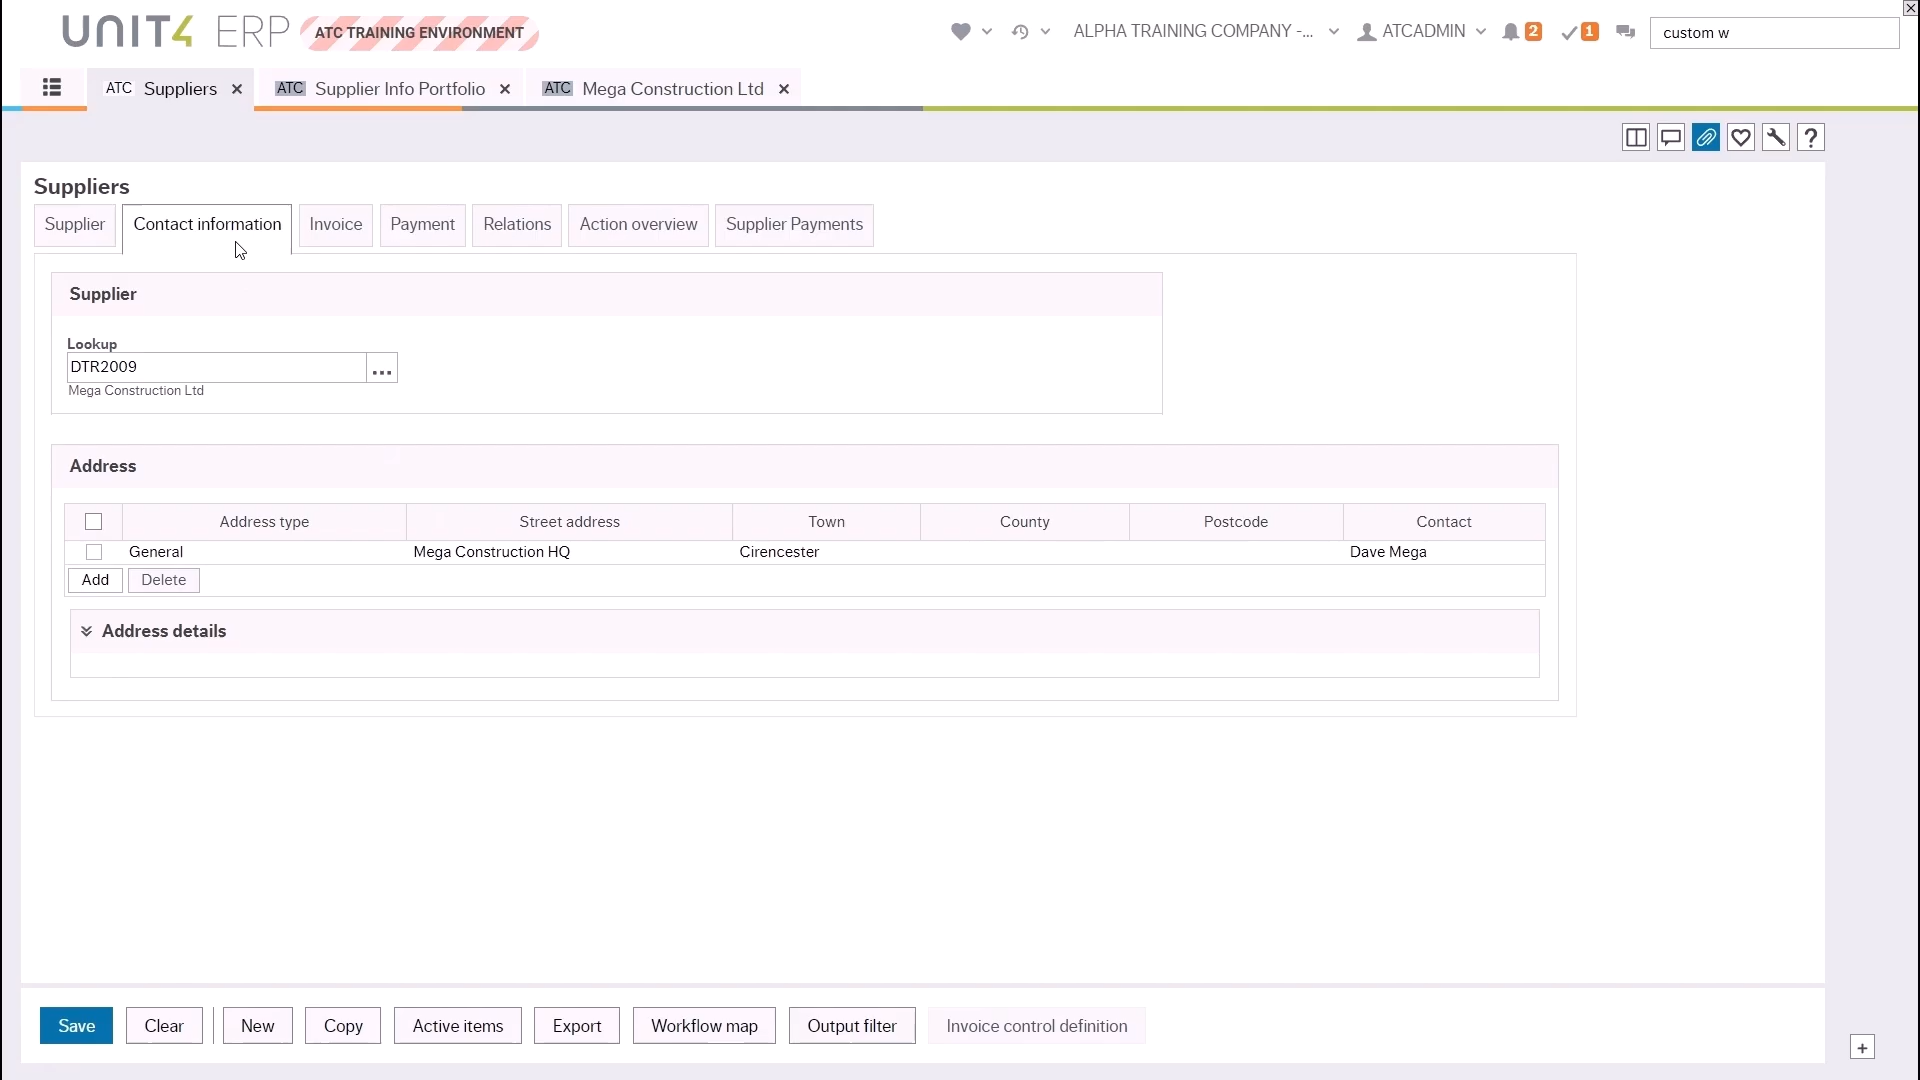 UNIT4 ERP ATC TRAINING ENVIRONMENT
ALPHA TRAINING COMPANY -... ATCADMIN 2 1 custom w
ATC Suppliers ATC Supplier Info Portfolio ATC Mega Construction Ltd
Suppliers
Supplier Contact information Invoice Payment Relations Action overview Supplier Payments
Supplier
Lookup
DTR2009 ...
Mega Construction Ltd
Address
Address type Street address Town County Postcode Contact
General Mega Construction HQ Cirencester Dave Mega
Add Delete
Address details
Save Clear New Copy Active items Export Workflow map Output filter Invoice control definition